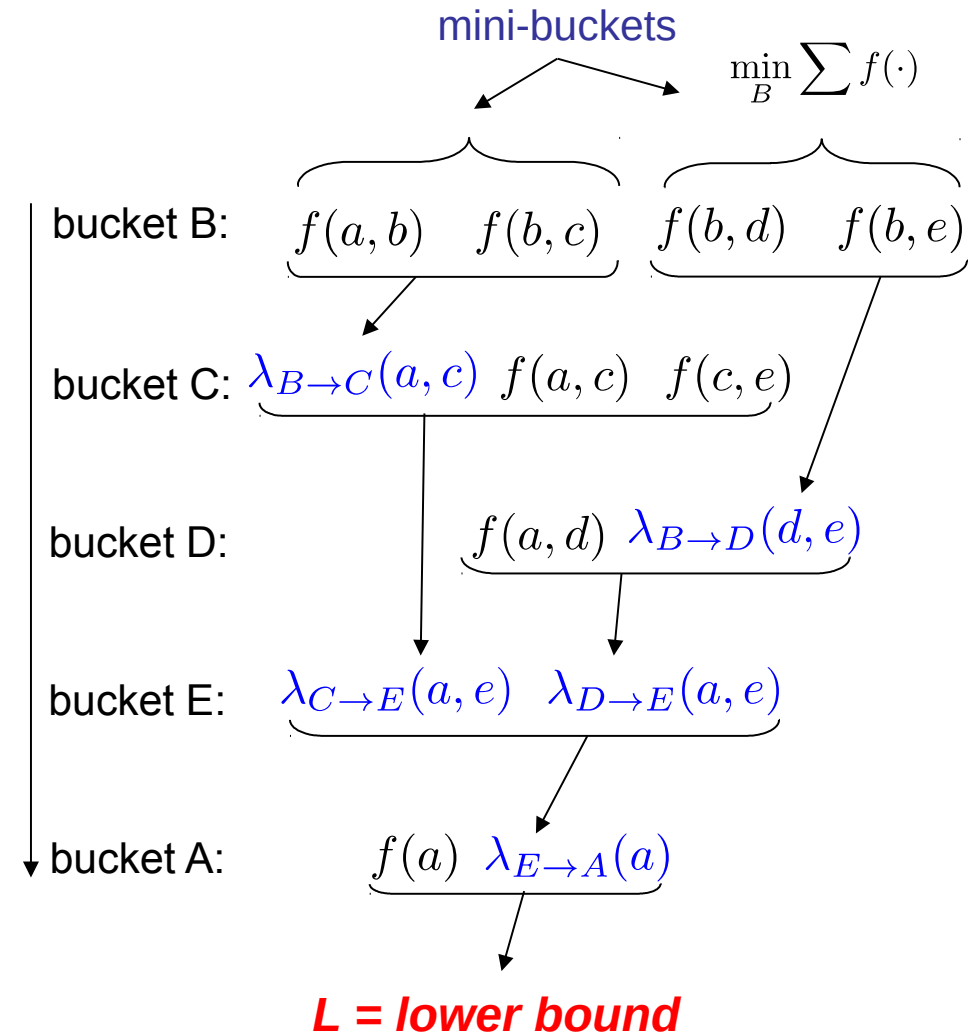 mini-buckets
min_B ∑ f(·)
bucket B: f(a, b) f(b, c) f(b, d) f(b, e)
bucket C: λ_{B→C}(a, c) f(a, c) f(c, e)
bucket D: f(a, d) λ_{B→D}(d, e)
bucket E: λ_{C→E}(a, e) λ_{D→E}(a, e)
bucket A: f(a) λ_{E→A}(a)
L = lower bound